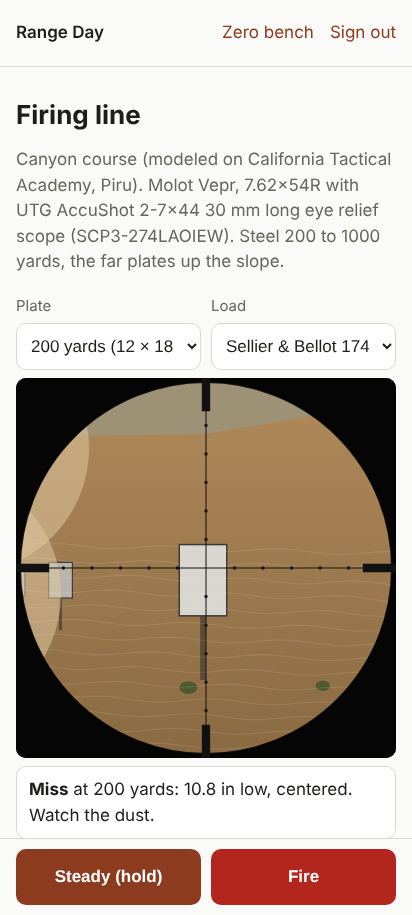 Range Day
Zero bench
Sign out
Firing line
Canyon course (modeled on California Tactical
Academy, Piru). Molot Vepr, 7.62×54R with
UTG AccuShot 2-7×44 30 mm long eye relief
scope (SCP3-274LAOIEW). Steel 200 to 1000
yards, the far plates up the slope.
Plate
Load
200 yards (12 × 18
Sellier & Bellot 174
Miss at 200 yards: 10.8 in low, centered.
Watch the dust.
Steady (hold)
Fire